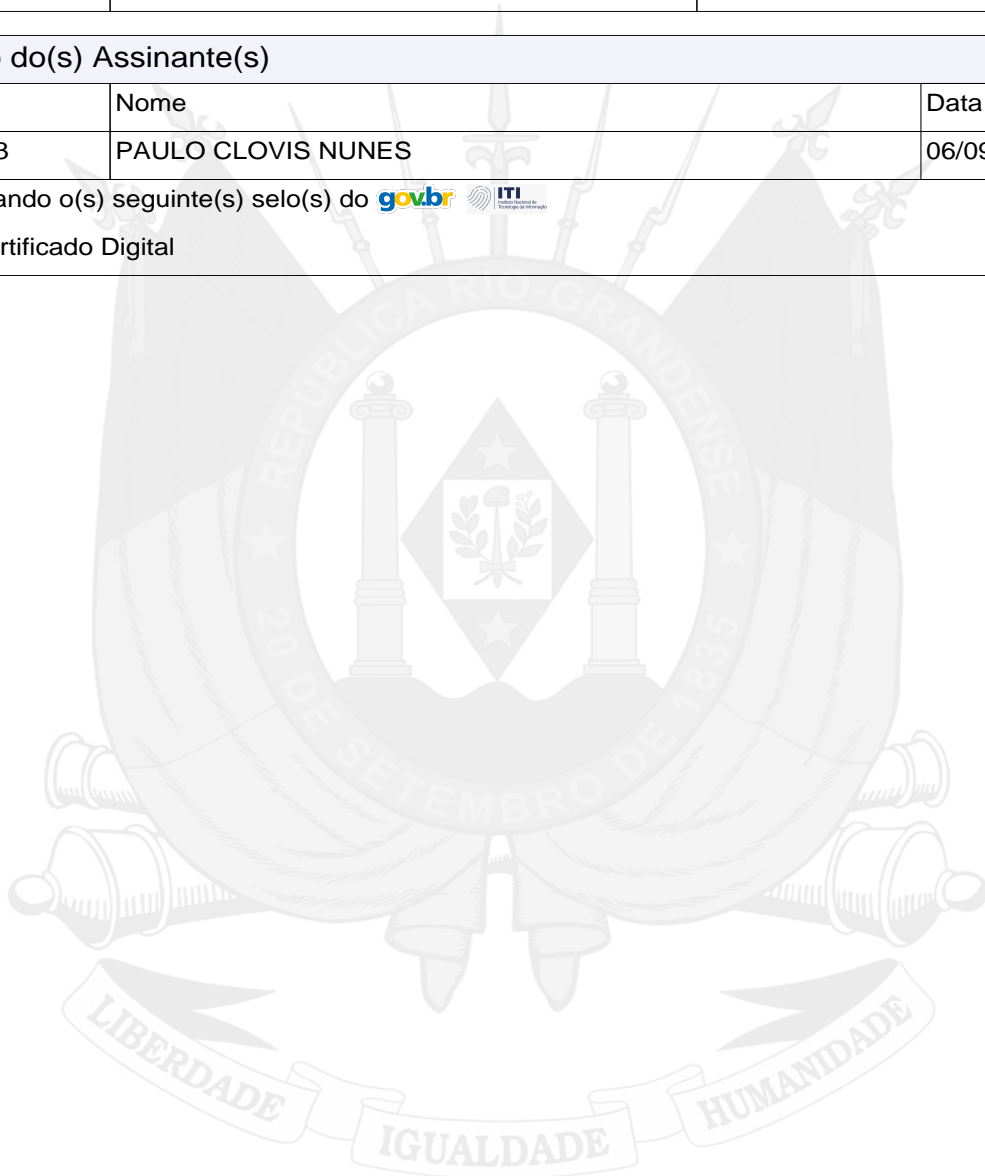 do(s) Assinante(s)
Nome Data
3 PAULO CLOVIS NUNES 06/09
ando o(s) seguinte(s) selo(s) do gov.br ITI
rtificado Digital
REPÚBLICA RIO-GRANDENSE
20 DE SETEMBRO DE 1835
LIBERDADE IGUALDADE HUMANIDADE